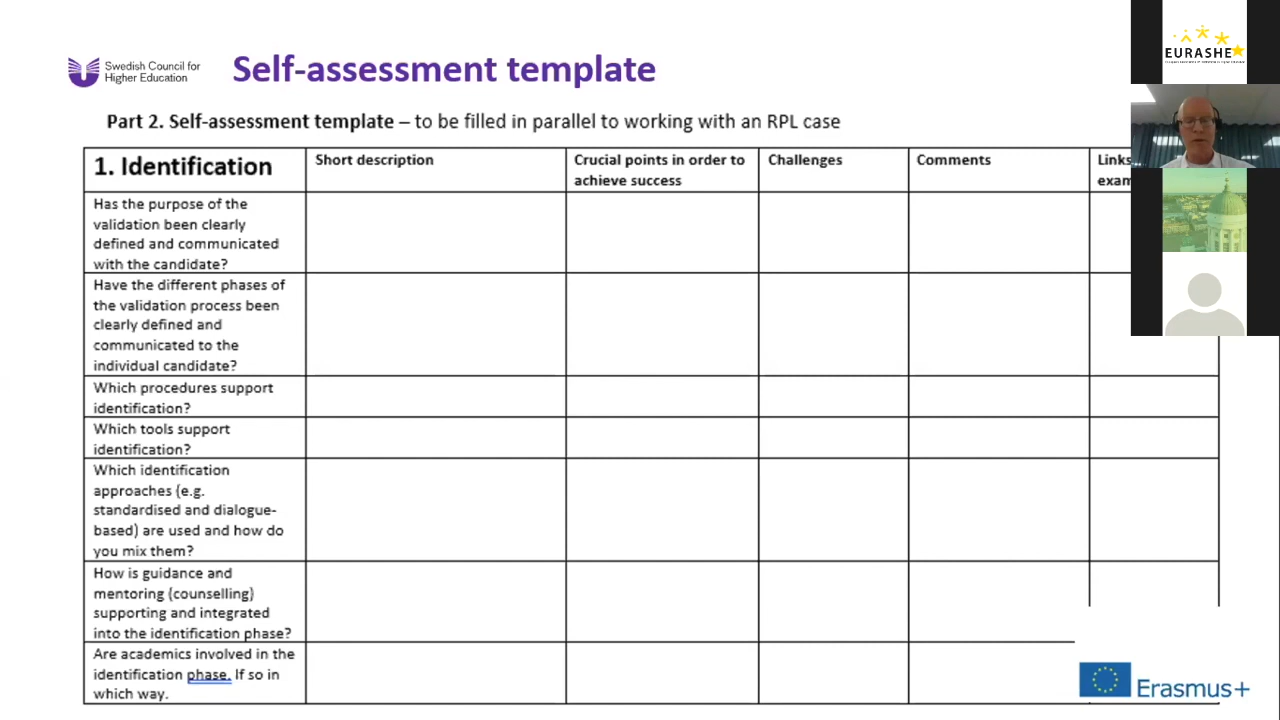 Swedish Council for
Higher Education
Self-assessment template
EURASHE
Part 2. Self-assessment template – to be filled in parallel to working with an RPL case
1. Identification
Short description
Crucial points in order to
achieve success
Challenges
Comments
Links
exam
Has the purpose of the
validation been clearly
defined and communicated
with the candidate?
Have the different phases of
the validation process been
clearly defined and
communicated to the
individual candidate?
Which procedures support
identification?
Which tools support
identification?
Which identification
approaches (e.g.
standardised and dialogue-
based) are used and how do
you mix them?
How is guidance and
mentoring (counselling)
supporting and integrated
into the identification phase?
Are academics involved in the
identification phase. If so in
which way.
Erasmus+